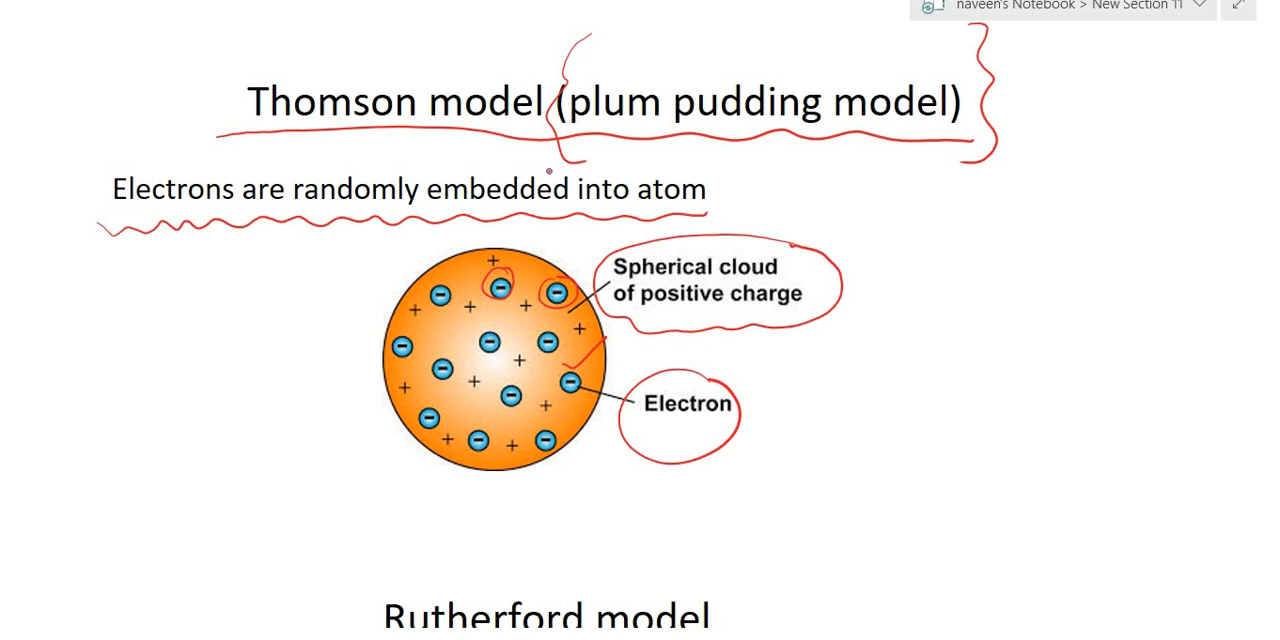 naveen's Notebook > New Section 11
Thomson model (plum pudding model)
Electrons are randomly embedded into atom
Spherical cloud
of positive charge
Electron
Rutherford model